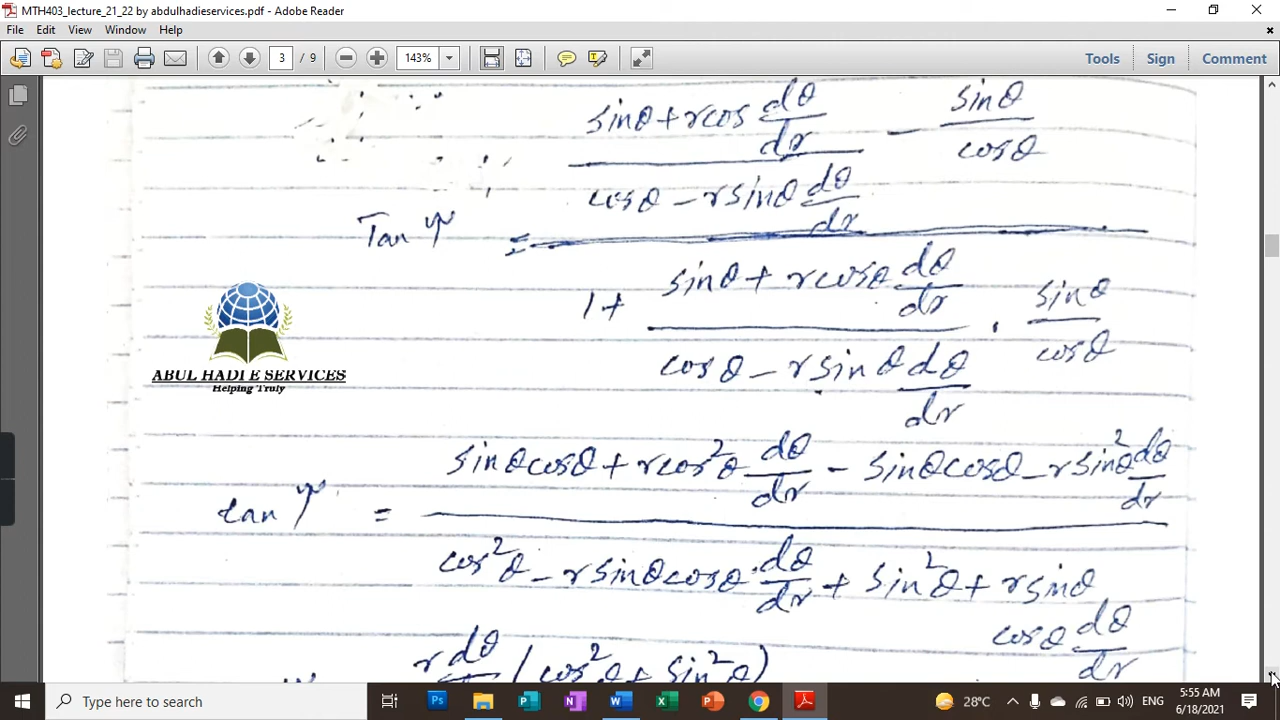 MTH403_lecture_21_22 by abdulhadieservices.pdf - Adobe Reader
File Edit View Window Help
3 / 9 143% Tools Sign Comment
sinθ + r cos dθ/dr - sinθ/cosθ
cosθ - r sinθ dθ/dr
Tan ψ =
1 + sinθ + r cosθ dθ/dr . sinθ/cosθ
cosθ - r sinθ dθ/dr
ABUL HADI E SERVICES
Helping Truly
sinθcosθ + r cos²θ dθ/dr - sinθcosθ - r sin²θ dθ/dr
tan ψ =
cos²θ - r sinθcosθ · dθ/dr + sin²θ + r sinθ
cosθ dθ/dr
r dθ (cos²θ + sin²θ)
Type here to search
28°C ENG 5:55 AM
6/18/2021